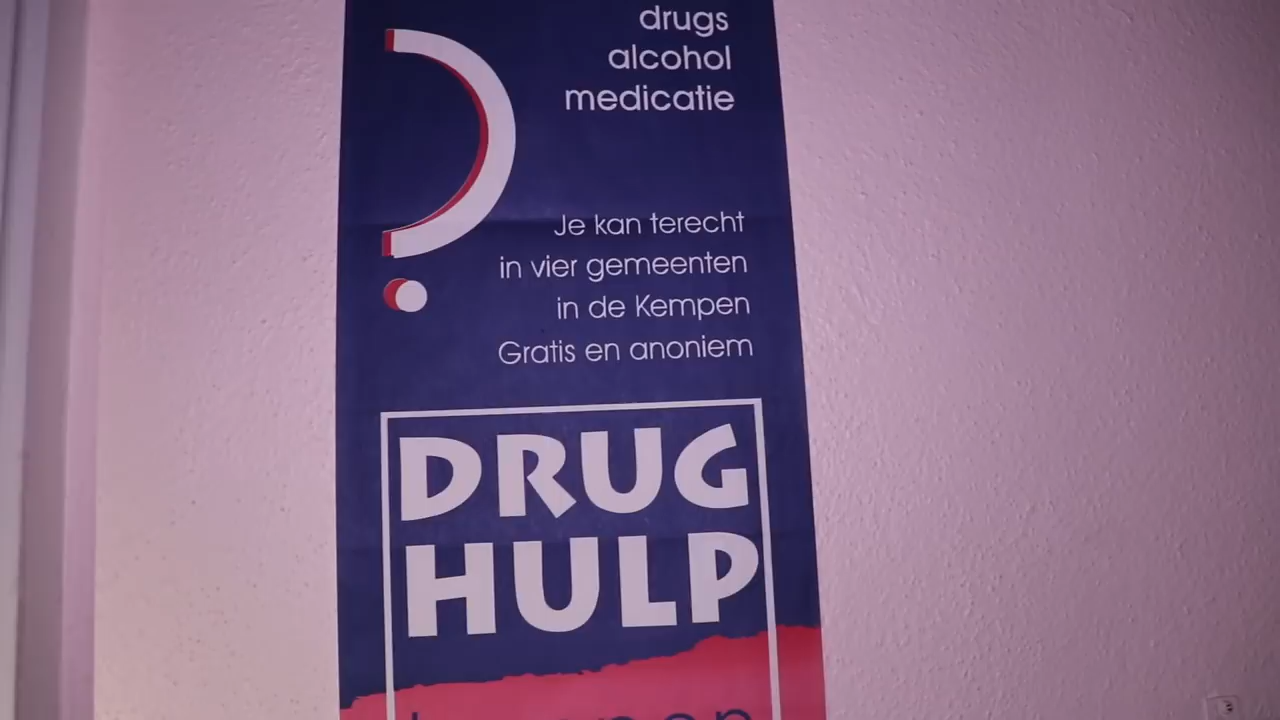 ?
drugs
alcohol
medicatie
Je kan terecht
in vier gemeenten
in de Kempen
Gratis en anoniem
DRUG
HULP